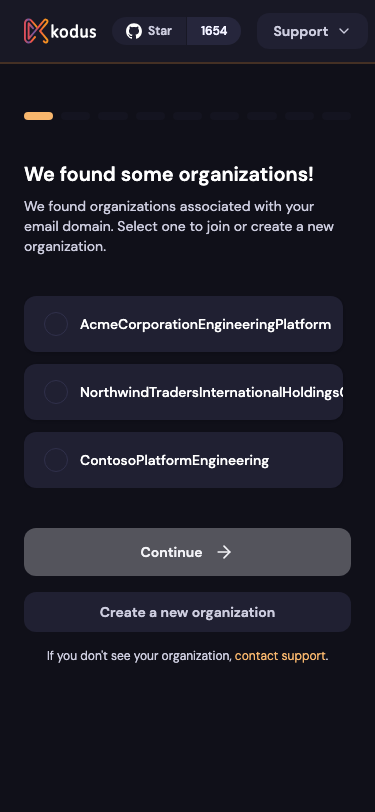 kodus
Star 1654
Support
We found some organizations!
We found organizations associated with your
email domain. Select one to join or create a new
organization.
AcmeCorporationEngineeringPlatform
NorthwindTradersInternationalHoldings
ContosoPlatformEngineering
Continue
Create a new organization
If you don't see your organization, contact support.